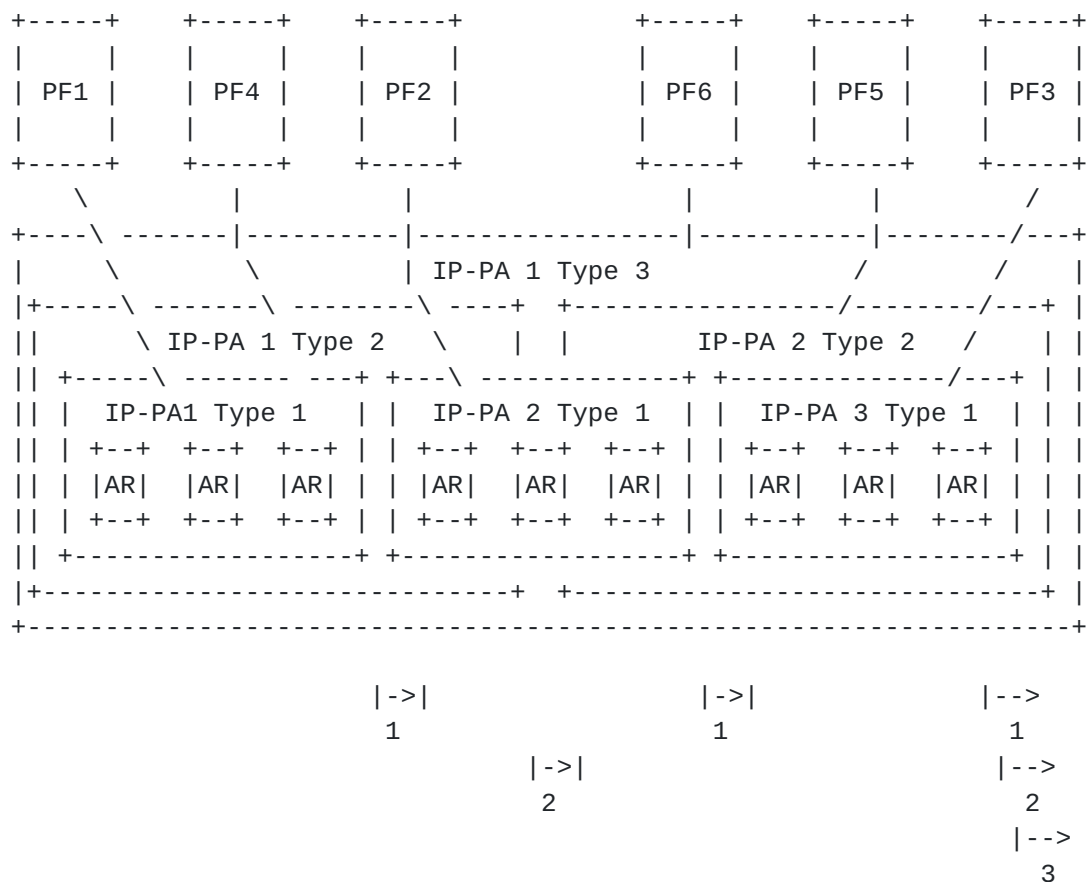 PF1 PF4 PF2 PF6 PF5 PF3
IP-PA 1 Type 3
IP-PA 1 Type 2 IP-PA 2 Type 2
IP-PA1 Type 1 IP-PA 2 Type 1 IP-PA 3 Type 1
AR AR AR AR AR AR AR AR AR
1 1 1
2 2
3